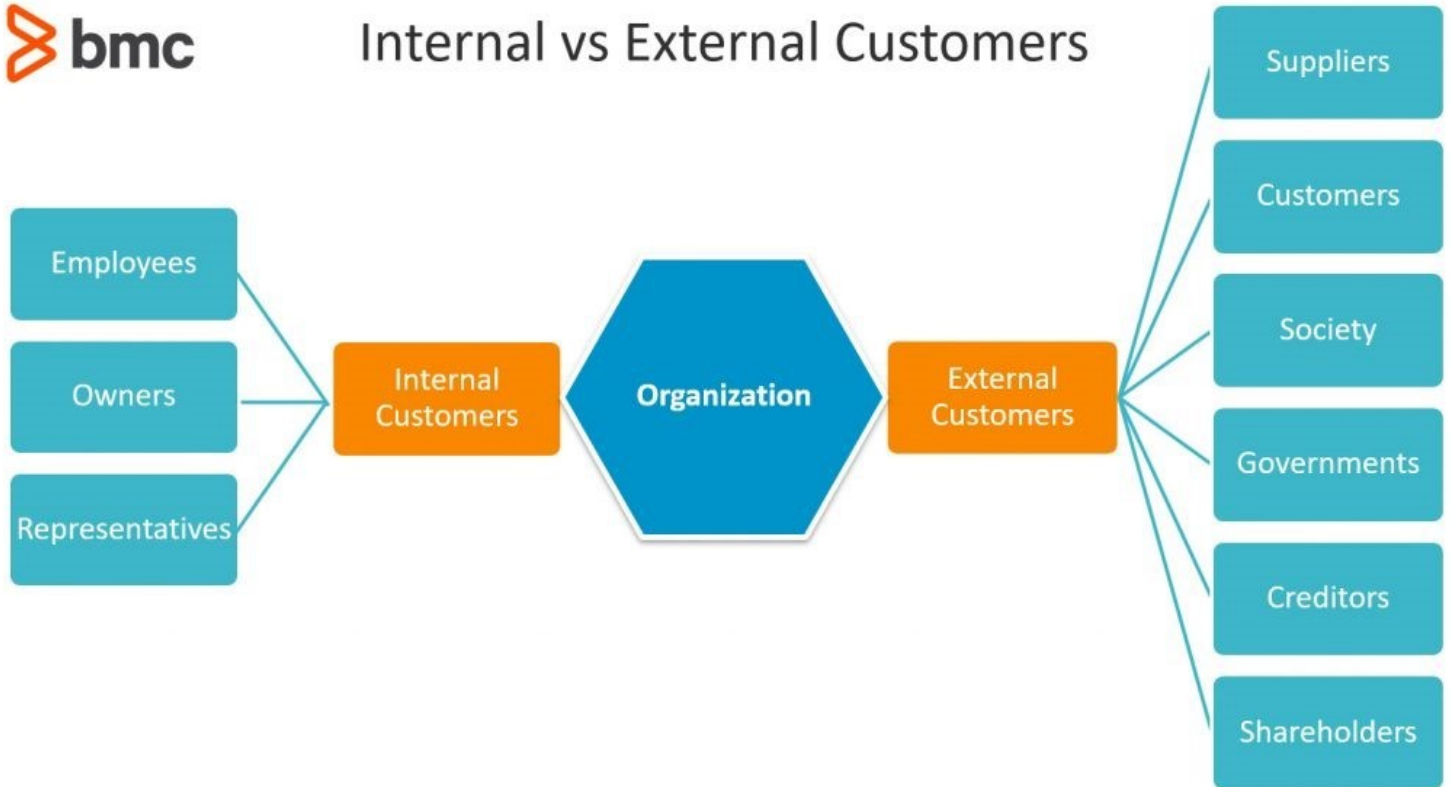 bmc
Internal vs External Customers
Employees
Owners
Representatives
Internal
Customers
Organization
External
Customers
Suppliers
Customers
Society
Governments
Creditors
Shareholders